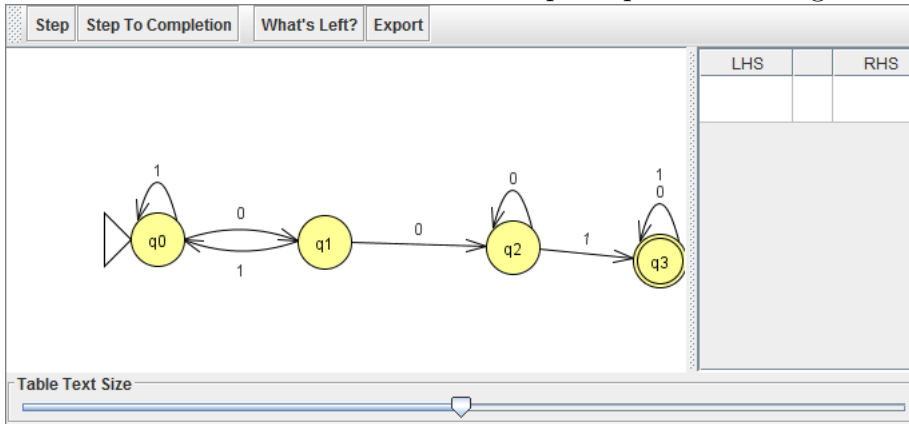 Step Step To Completion What's Left? Export
LHS RHS
1
q0
0
1
q1
0
0
q2
1
1
0
q3
Table Text Size